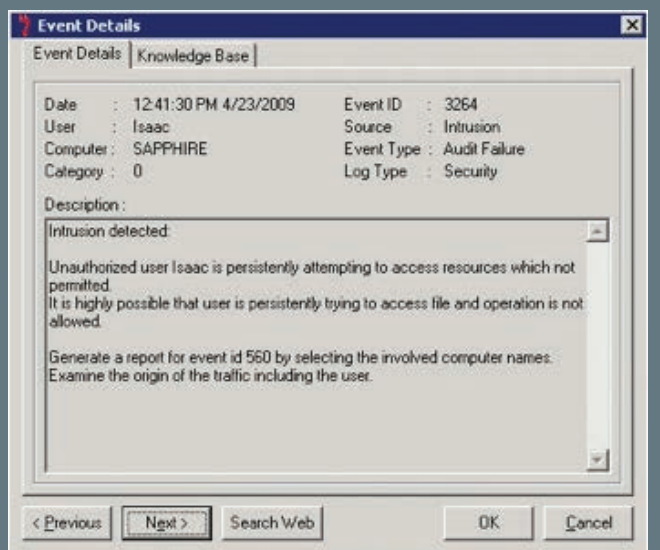 Event Details
Event Details Knowledge Base
Date : 12:41:30 PM 4/23/2009 Event ID : 3264
User : Isaac Source : Intrusion
Computer : SAPPHIRE Event Type : Audit Failure
Category : 0 Log Type : Security
Description :
Intrusion detected:
Unauthorized user Isaac is persistently attempting to access resources which not
permitted.
It is highly possible that user is persistently trying to access file and operation is not
allowed.
Generate a report for event id 560 by selecting the involved computer names.
Examine the origin of the traffic including the user.
< Previous Next > Search Web OK Cancel